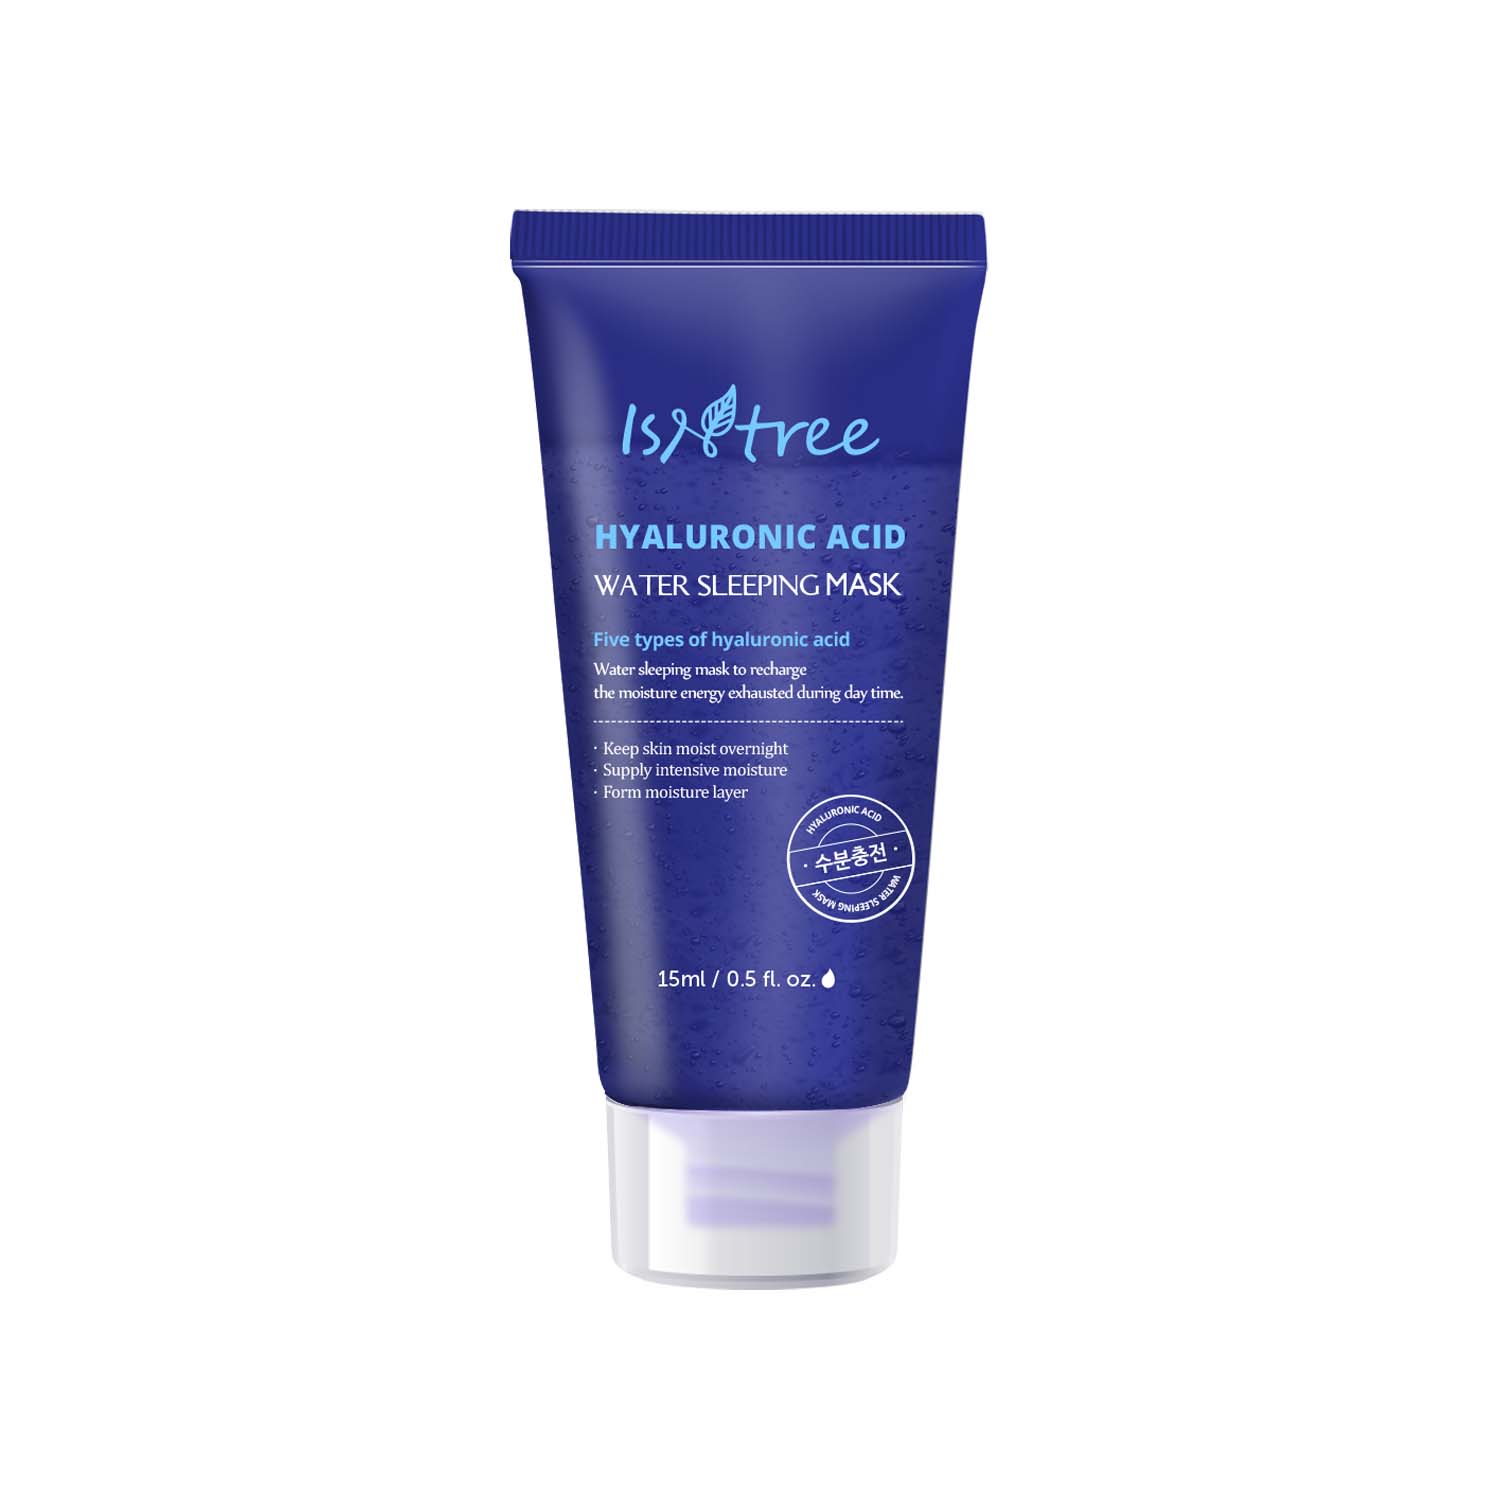 Isntree
HYALURONIC ACID
WATER SLEEPING MASK
Five types of hyaluronic acid
Water sleeping mask to recharge
the moisture energy exhausted during day time.
· Keep skin moist overnight
· Supply intensive moisture
· Form moisture layer
HYALURONIC ACID
· 수분충전 ·
WATER SLEEPING MASK
15ml / 0.5 fl. oz.